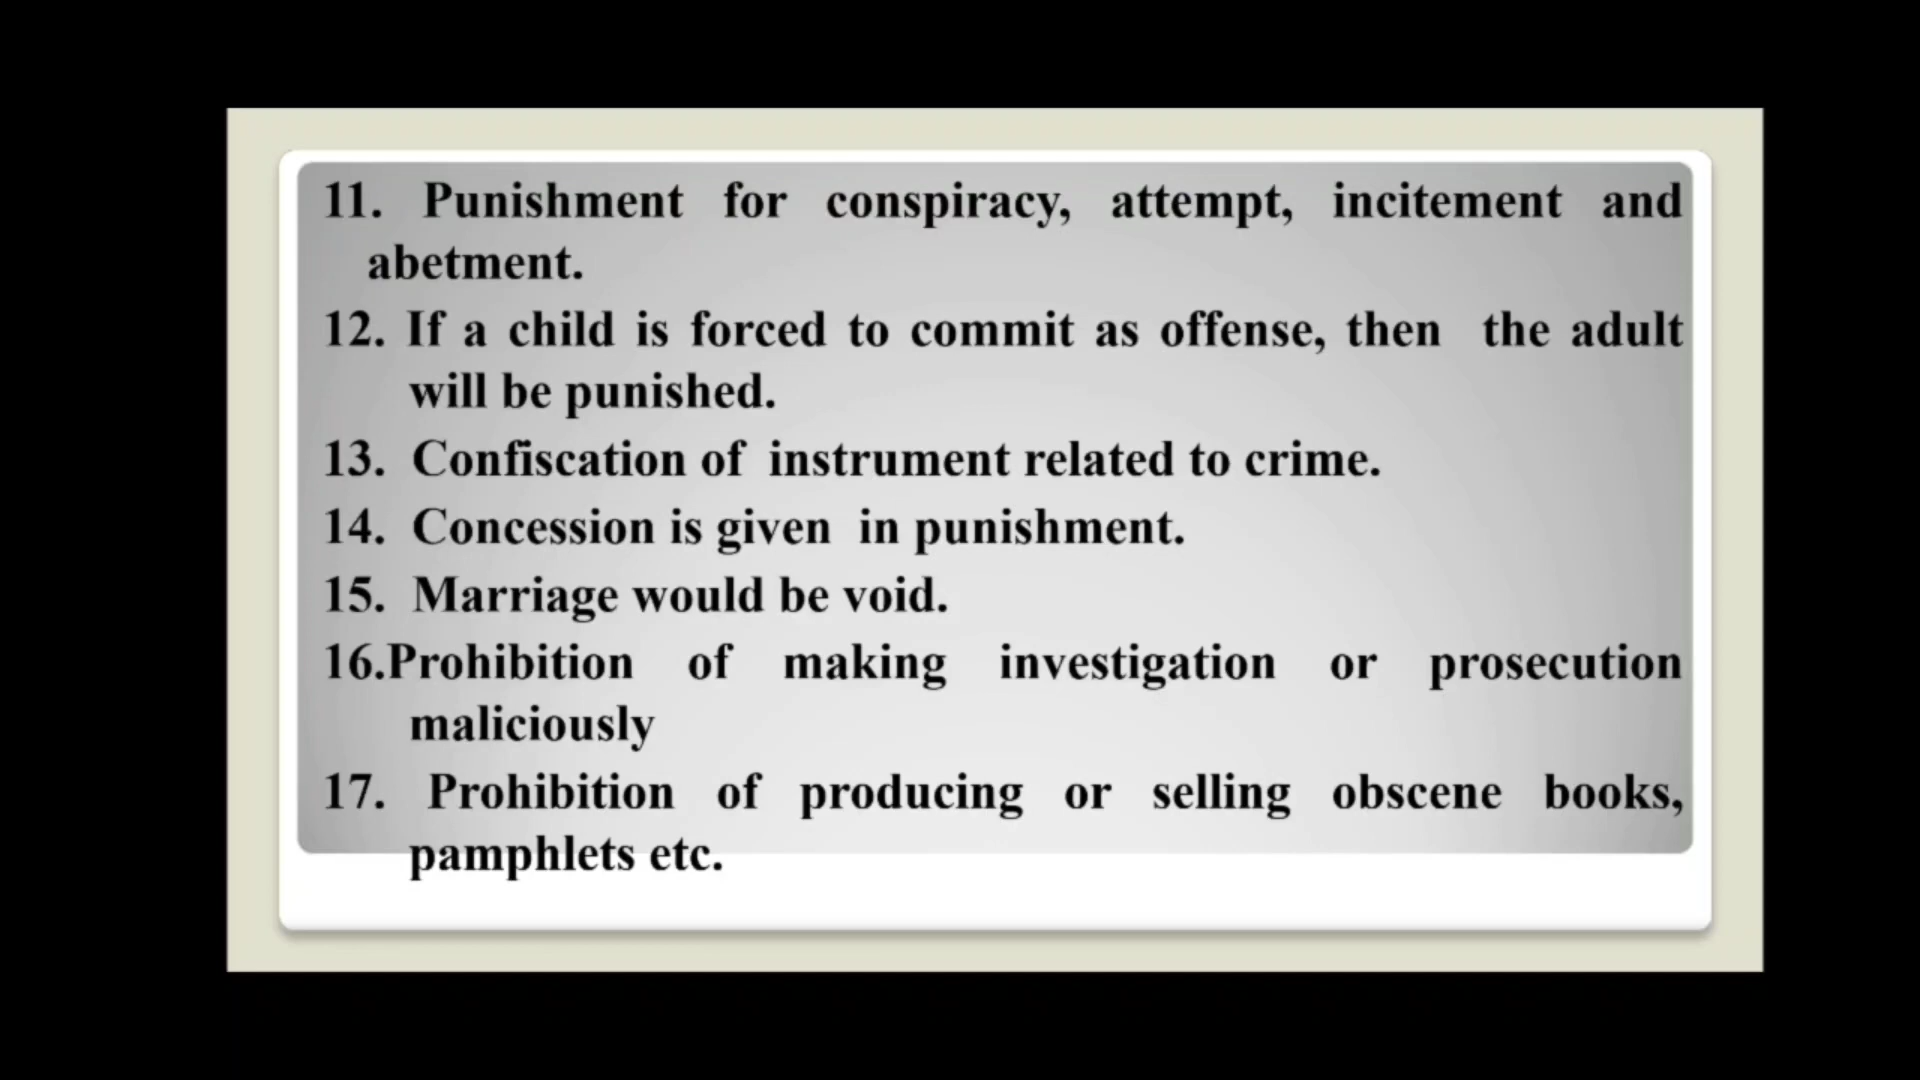 11. Punishment for conspiracy, attempt, incitement and
abetment.
12. If a child is forced to commit as offense, then the adult
will be punished.
13. Confiscation of instrument related to crime.
14. Concession is given in punishment.
15. Marriage would be void.
16.Prohibition of making investigation or prosecution
maliciously
17. Prohibition of producing or selling obscene books,
pamphlets etc.